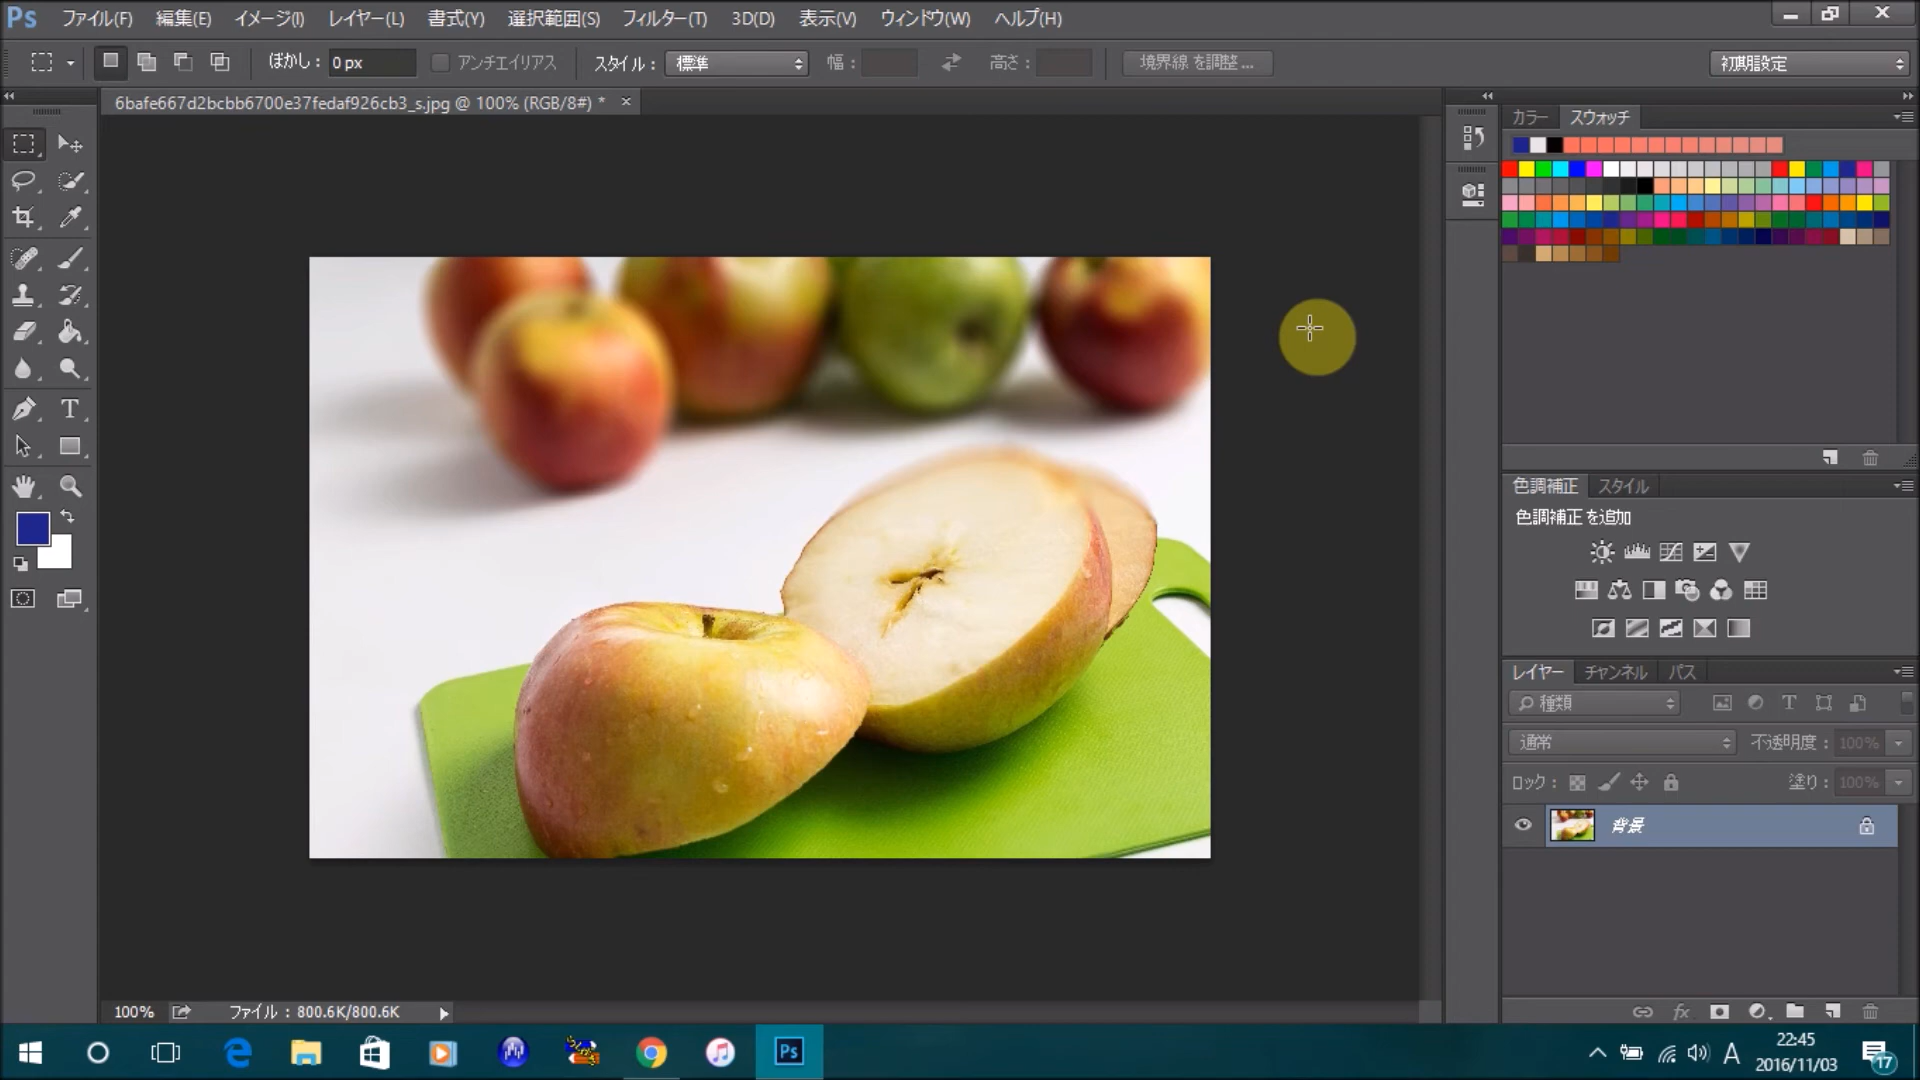 Ps ファイル(F) 編集(E) イメージ(I) レイヤー(L) 書式(Y) 選択範囲(S) フィルター(T) 3D(D) 表示(V) ウィンドウ(W) ヘルプ(H)
ぼかし : 0 px アンチエイリアス スタイル : 標準 幅 : 高さ : 境界線を調整... 初期設定
6bafe667d2bcbb6700e37fedaf926cb3_s.jpg @ 100% (RGB/8#) *
カラー スウォッチ
色調補正 スタイル
色調補正を追加
レイヤー チャンネル パス
種類
通常 不透明度 : 100%
ロック : 塗り : 100%
背景
fx
100% ファイル : 800.6K/800.6K
Ps
A
22:45
2016/11/03
17